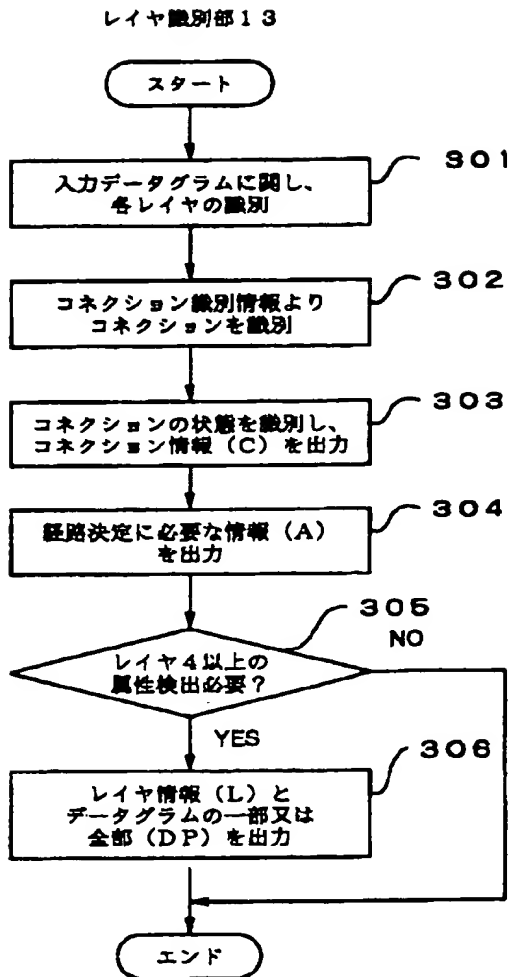 レイヤ識別部13
スタート
301
入力データグラムに関し、
各レイヤの識別
302
コネクション識別情報より
コネクションを識別
303
コネクションの状態を識別し、
コネクション情報（C）を出力
304
経路決定に必要な情報（A）
を出力
305
NO
レイヤ4以上の
属性検出必要？
YES
306
レイヤ情報（L）と
データグラムの一部又は
全部（DP）を出力
エンド